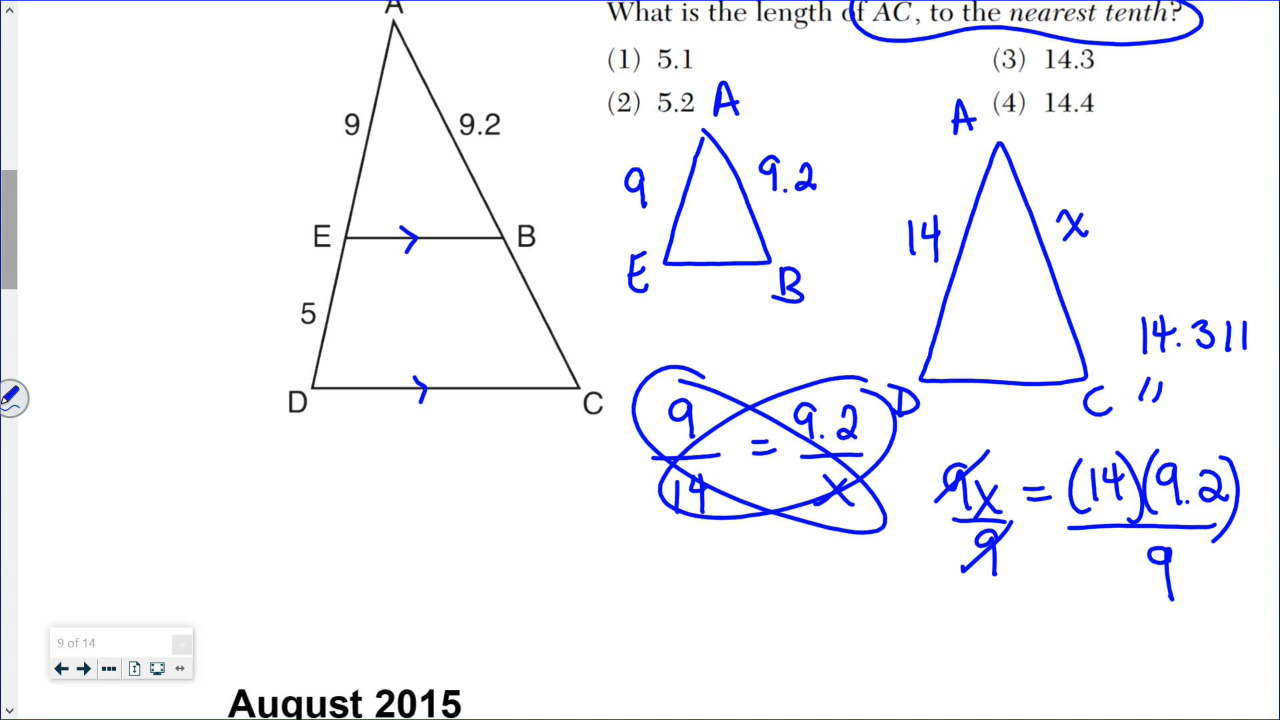 What is the length of AC, to the nearest tenth?
(1) 5.1
(3) 14.3
(2) 5.2
(4) 14.4
A
9
9.2
E
B
5
D
C
A
9
9.2
E
B
A
14
x
D
C
14.311
"
9/14 = 9.2/x
9x/9 = (14)(9.2)/9
9 of 14
August 2015